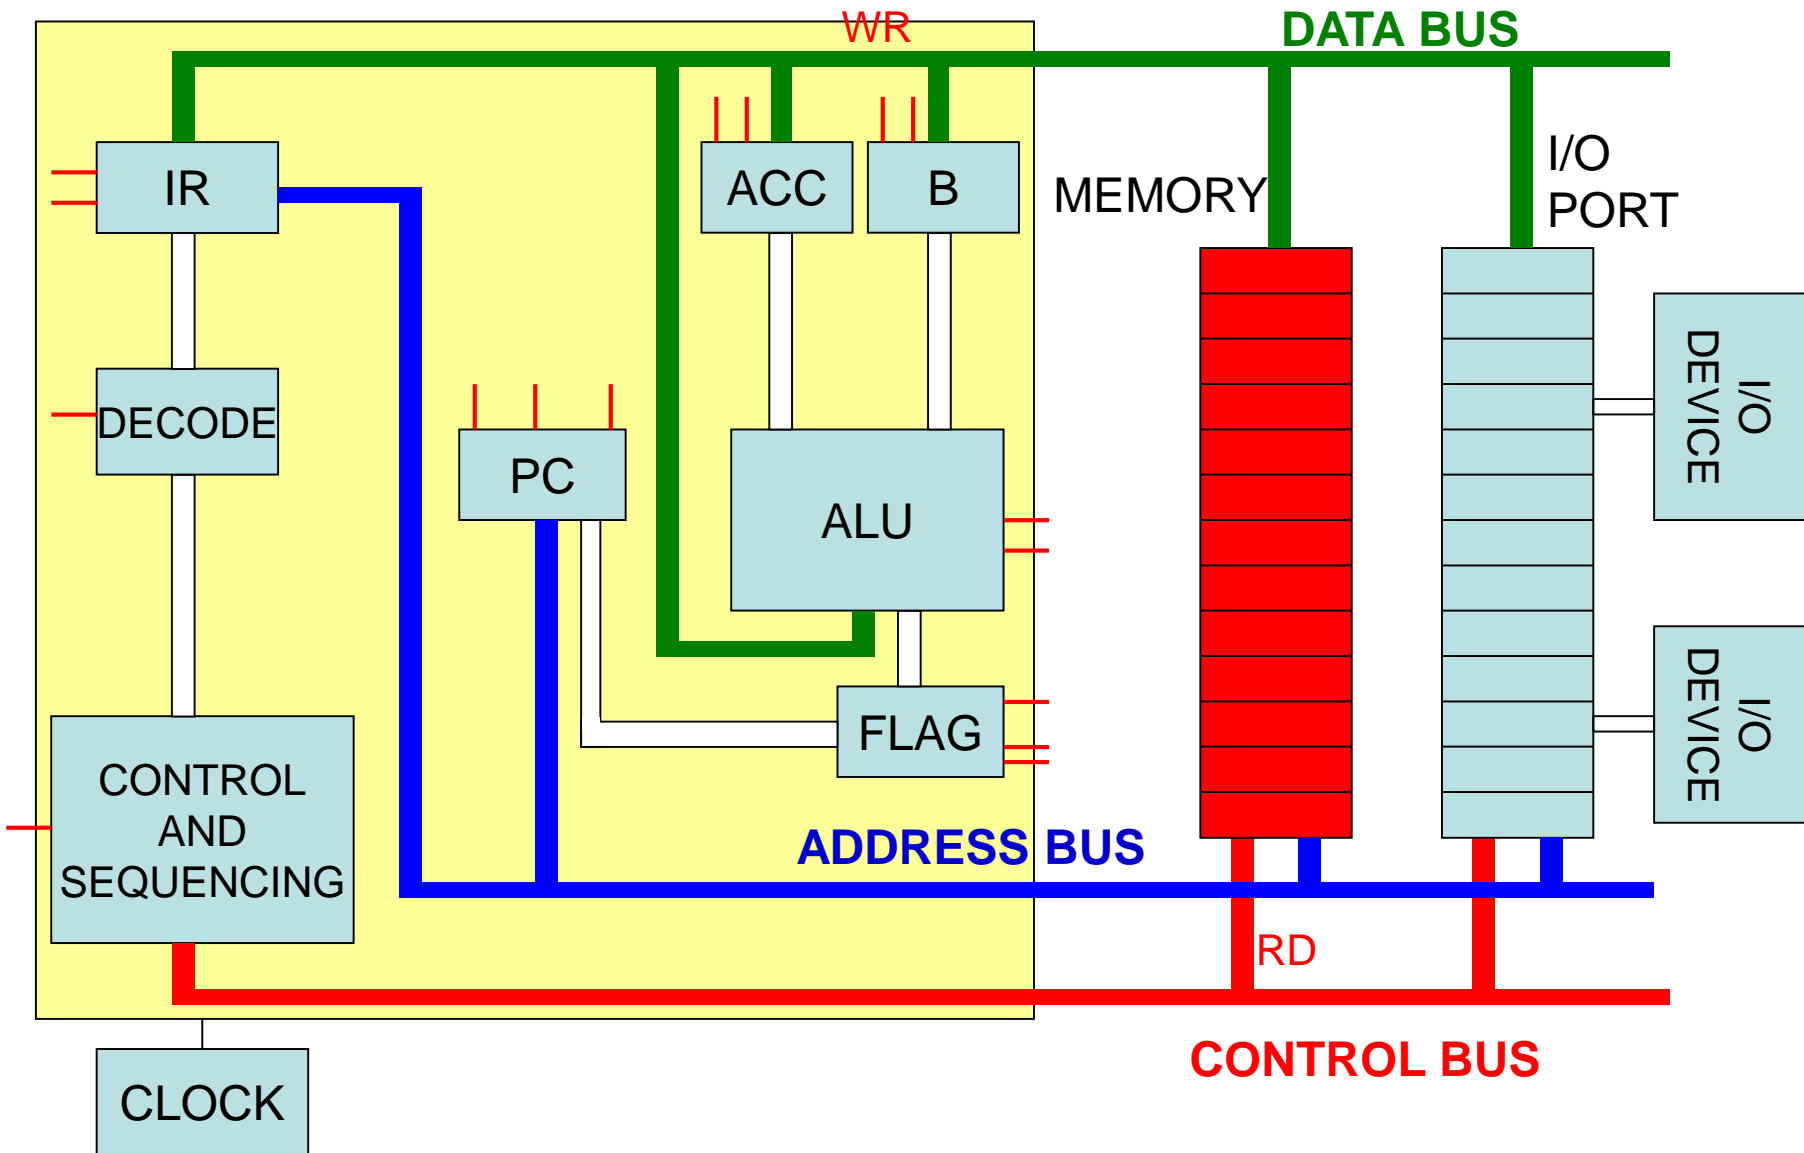 WR
DATA BUS
IR
ACC
B
MEMORY
I/O
PORT
I/O
DEVICE
DECODE
PC
ALU
I/O
DEVICE
FLAG
CONTROL
AND
SEQUENCING
ADDRESS BUS
RD
CONTROL BUS
CLOCK